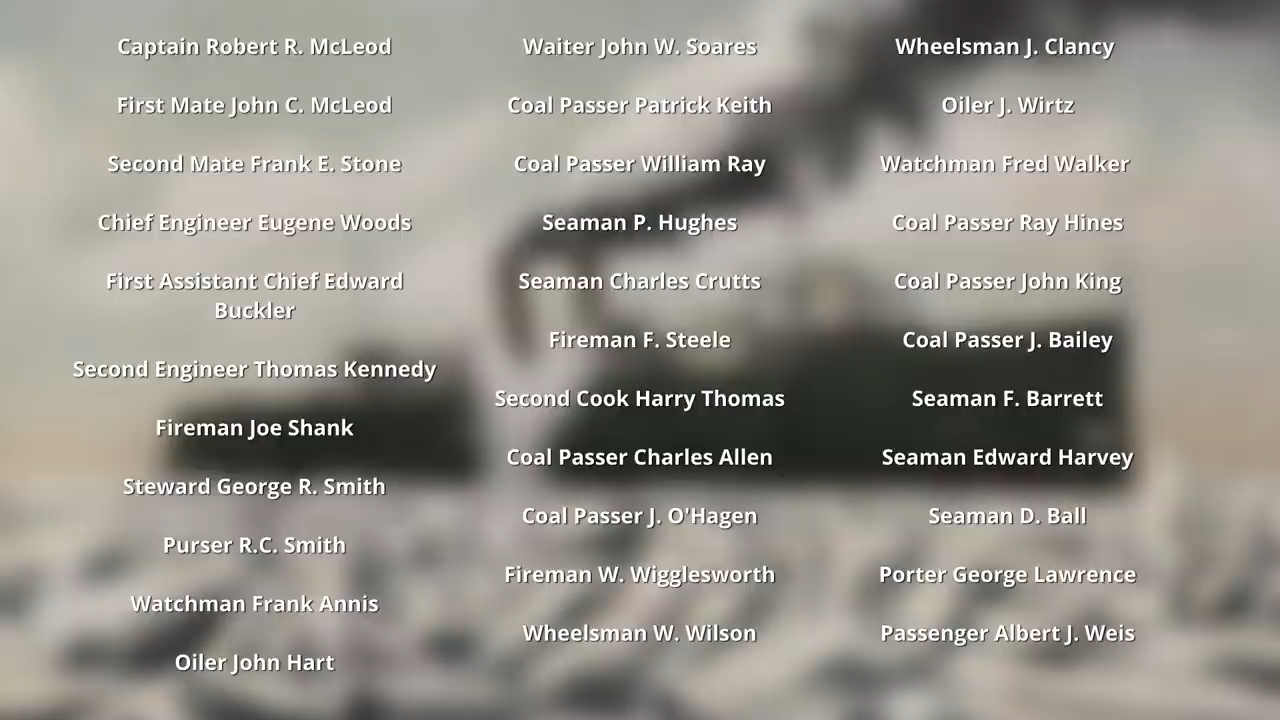 Captain Robert R. McLeod
First Mate John C. McLeod
Second Mate Frank E. Stone
Chief Engineer Eugene Woods
First Assistant Chief Edward
Buckler
Second Engineer Thomas Kennedy
Fireman Joe Shank
Steward George R. Smith
Purser R.C. Smith
Watchman Frank Annis
Oiler John Hart
Waiter John W. Soares
Coal Passer Patrick Keith
Coal Passer William Ray
Seaman P. Hughes
Seaman Charles Crutts
Fireman F. Steele
Second Cook Harry Thomas
Coal Passer Charles Allen
Coal Passer J. O'Hagen
Fireman W. Wigglesworth
Wheelsman W. Wilson
Wheelsman J. Clancy
Oiler J. Wirtz
Watchman Fred Walker
Coal Passer Ray Hines
Coal Passer John King
Coal Passer J. Bailey
Seaman F. Barrett
Seaman Edward Harvey
Seaman D. Ball
Porter George Lawrence
Passenger Albert J. Weis